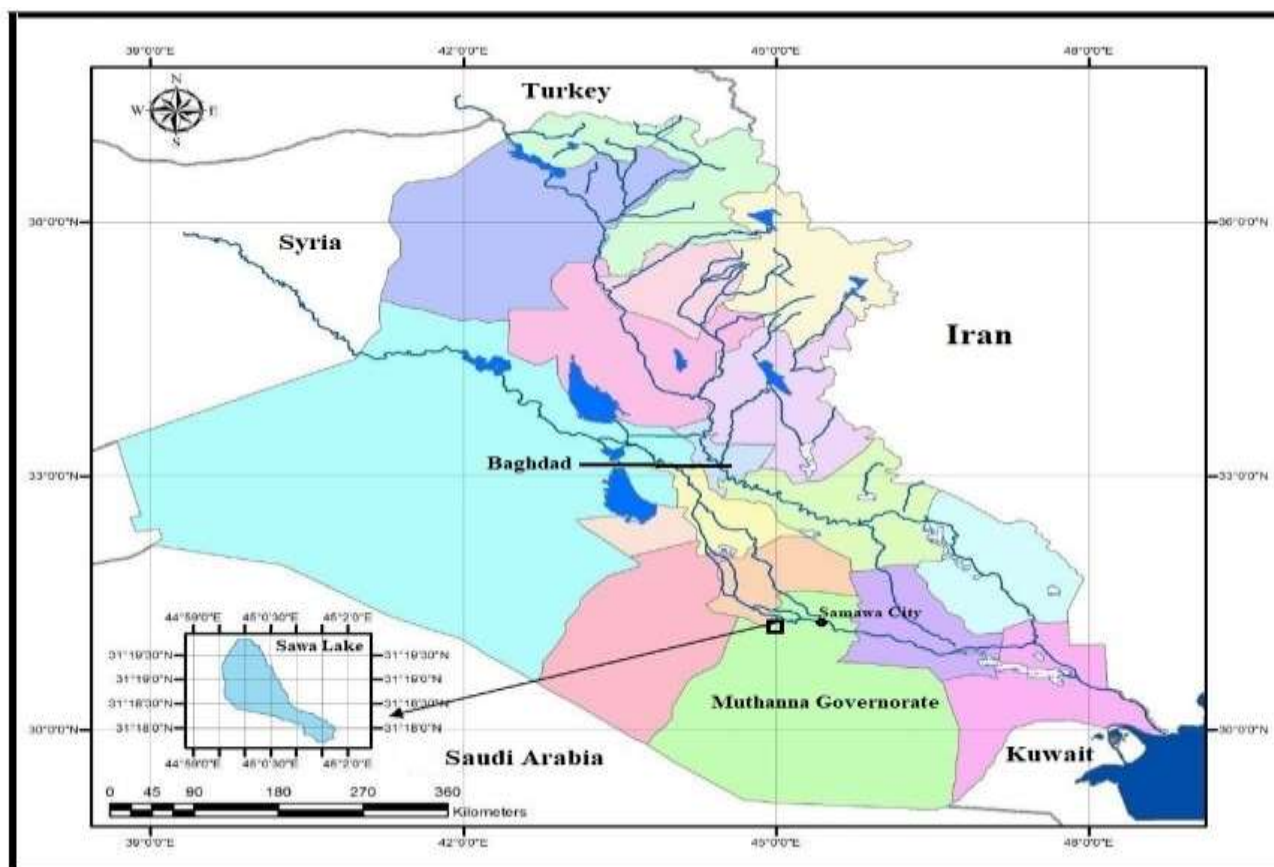 39°0'0"E 42°0'0"E 45°0'0"E 48°0'0"E
N
W E
S
Turkey
36°0'0"N 36°0'0"N
Syria
Iran
Baghdad
33°0'0"N 33°0'0"N
44°59'0"E 45°0'30"E 45°2'0"E
Samawa City
Sawa Lake
31°19'30"N 31°19'30"N
31°19'0"N 31°19'0"N
31°18'30"N 31°18'30"N
Muthanna Governorate
31°18'0"N 31°18'0"N
30°0'0"N 30°0'0"N
44°59'0"E 45°0'30"E 45°2'0"E
Saudi Arabia
Kuwait
0 45 90 180 270 360
Kilometers
39°0'0"E 42°0'0"E 45°0'0"E 48°0'0"E